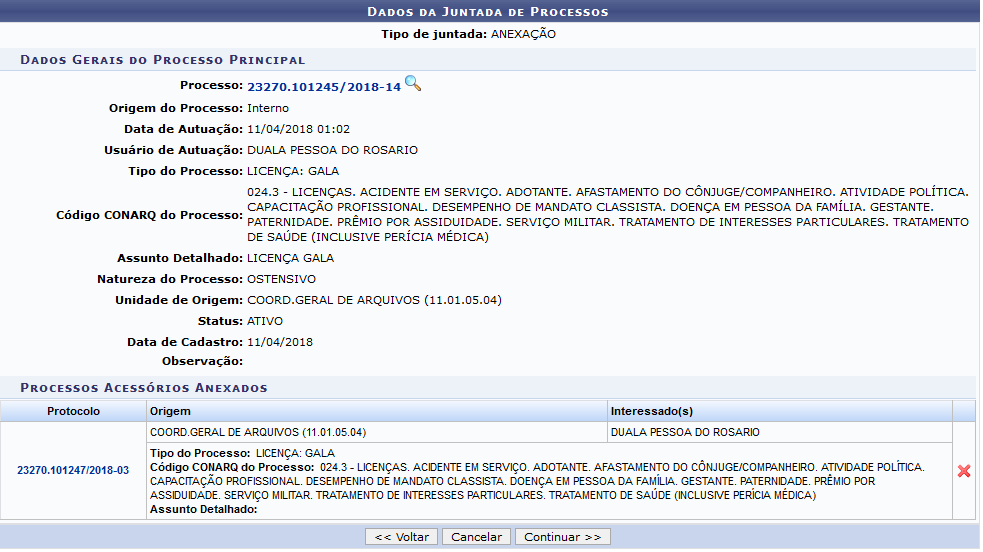 DADOS DA JUNTADA DE PROCESSOS
Tipo de juntada: ANEXAÇÃO
DADOS GERAIS DO PROCESSO PRINCIPAL
Processo: 23270.101245/2018-14
Origem do Processo: Interno
Data de Autuação: 11/04/2018 01:02
Usuário de Autuação: DUALA PESSOA DO ROSARIO
Tipo do Processo: LICENÇA: GALA
024.3 - LICENÇAS. ACIDENTE EM SERVIÇO. ADOTANTE. AFASTAMENTO DO CÔNJUGE/COMPANHEIRO. ATIVIDADE POLÍTICA.
Código CONARQ do Processo: CAPACITAÇÃO PROFISSIONAL. DESEMPENHO DE MANDATO CLASSISTA. DOENÇA EM PESSOA DA FAMÍLIA. GESTANTE.
PATERNIDADE. PRÊMIO POR ASSIDUIDADE. SERVIÇO MILITAR. TRATAMENTO DE INTERESSES PARTICULARES. TRATAMENTO
DE SAÚDE (INCLUSIVE PERÍCIA MÉDICA)
Assunto Detalhado: LICENÇA GALA
Natureza do Processo: OSTENSIVO
Unidade de Origem: COORD.GERAL DE ARQUIVOS (11.01.05.04)
Status: ATIVO
Data de Cadastro: 11/04/2018
Observação:
PROCESSOS ACESSÓRIOS ANEXADOS
Protocolo Origem Interessado(s)
COORD.GERAL DE ARQUIVOS (11.01.05.04) DUALA PESSOA DO ROSARIO
23270.101247/2018-03
Tipo do Processo: LICENÇA: GALA
Código CONARQ do Processo: 024.3 - LICENÇAS. ACIDENTE EM SERVIÇO. ADOTANTE. AFASTAMENTO DO CÔNJUGE/COMPANHEIRO. ATIVIDADE POLÍTICA.
CAPACITAÇÃO PROFISSIONAL. DESEMPENHO DE MANDATO CLASSISTA. DOENÇA EM PESSOA DA FAMÍLIA. GESTANTE. PATERNIDADE. PRÊMIO POR
ASSIDUIDADE. SERVIÇO MILITAR. TRATAMENTO DE INTERESSES PARTICULARES. TRATAMENTO DE SAÚDE (INCLUSIVE PERÍCIA MÉDICA)
Assunto Detalhado:
<< Voltar Cancelar Continuar >>